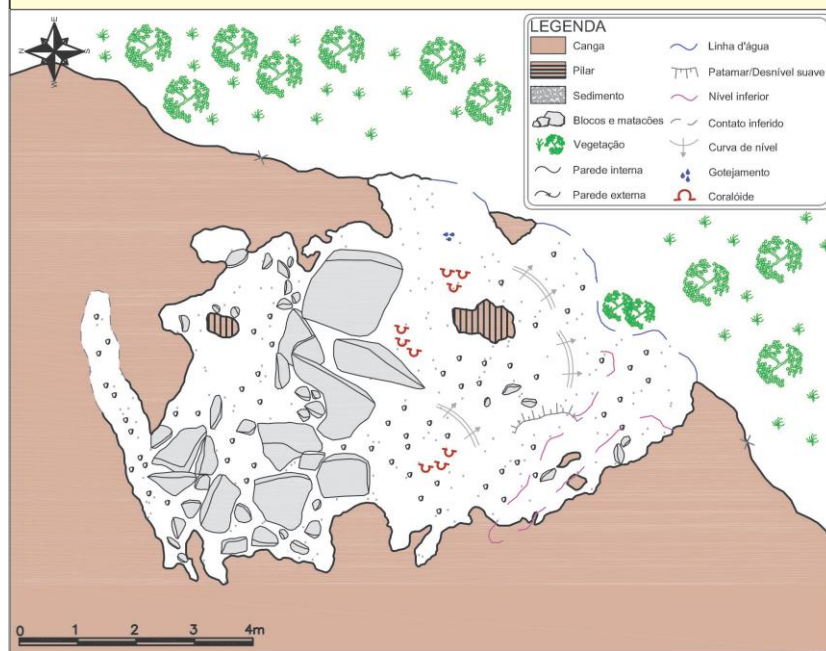 E
N
S
W
LEGENDA
Canga
Pilar
Sedimento
Blocos e matacões
Vegetação
Parede interna
Parede externa
Linha d'água
Patamar/Desnível suave
Nível inferior
Contato inferido
Curva de nível
Gotejamento
Coralóide
0 1 2 3 4m